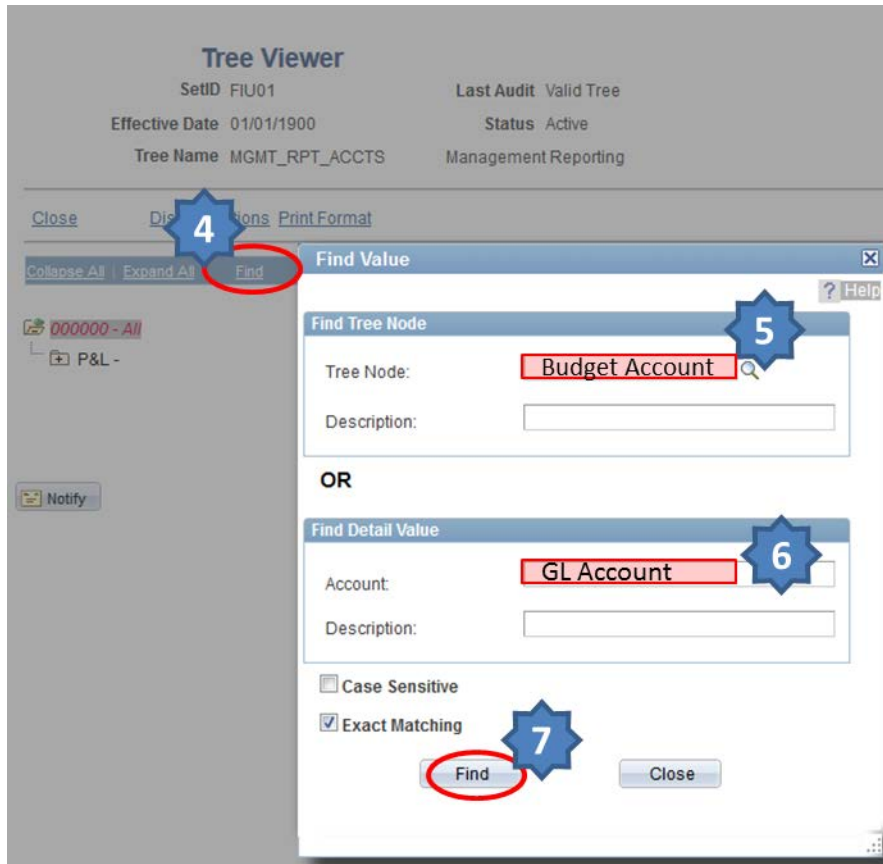 Tree Viewer
SetID FIU01 Last Audit Valid Tree
Effective Date 01/01/1900 Status Active
Tree Name MGMT_RPT_ACCTS Management Reporting
Close Dis ions Print Format
4
Collapse All | Expand All Find
Find Value
? Help
000000 - All
P&L -
Notify
Find Tree Node
5
Tree Node: Budget Account
Description:
OR
Find Detail Value
6
Account: GL Account
Description:
Case Sensitive
Exact Matching
7
Find Close